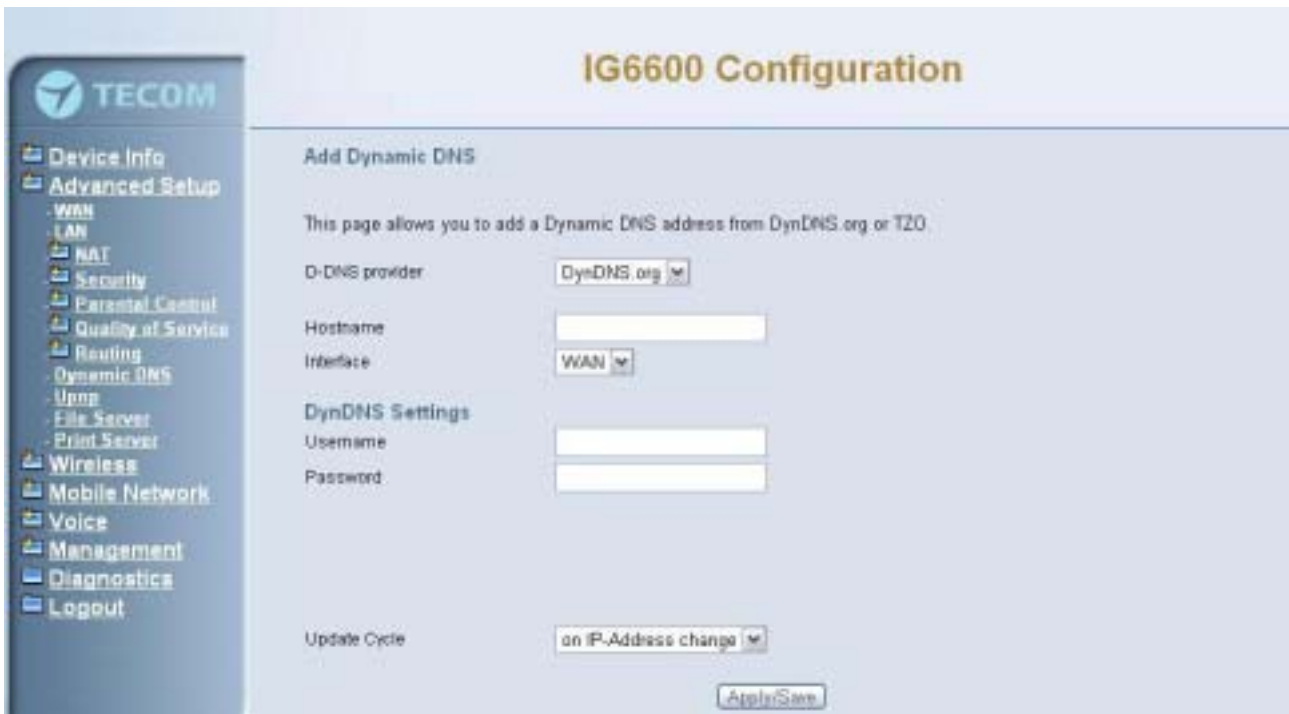 IG6600 Configuration
TECOM
Device Info
Advanced Setup
WAN
LAN
NAT
Security
Parental Control
Quality of Service
Routing
Dynamic DNS
Upnp
File Server
Print Server
Wireless
Mobile Network
Voice
Management
Diagnostics
Logout
Add Dynamic DNS
This page allows you to add a Dynamic DNS address from DynDNS.org or TZO.
D-DNS provider DynDNS.org
Hostname
Interface WAN
DynDNS Settings
Username
Password
Update Cycle on IP-Address change
Apply/Save